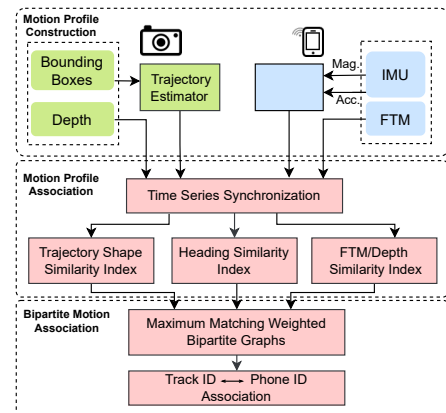 Motion Profile
Construction
Bounding
Boxes
Depth
Trajectory
Estimator
Mag.
Acc.
IMU
FTM
Motion Profile
Association
Time Series Synchronization
Trajectory Shape
Similarity Index
Heading Similarity
Index
FTM/Depth
Similarity Index
Bipartite Motion
Association
Maximum Matching Weighted
Bipartite Graphs
Track ID ⟷ Phone ID
Association